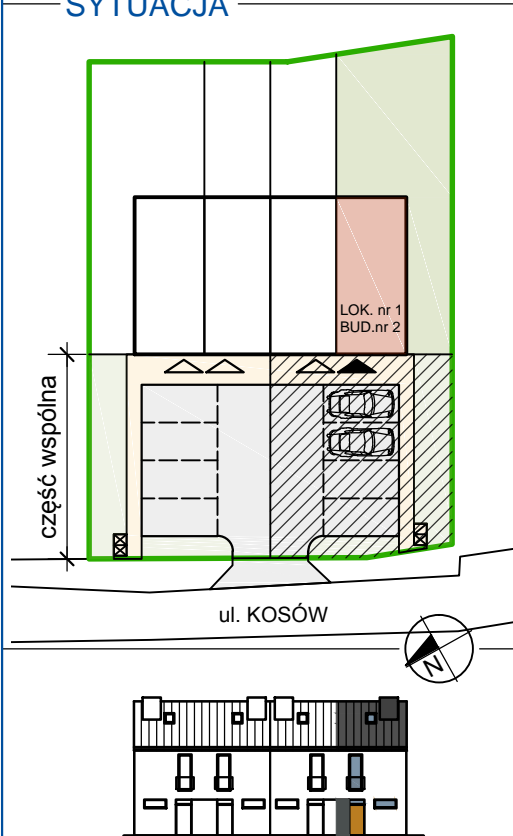 SYTUACJA
LOK. nr 1
BUD.nr 2
część wspólna
ul. KOSÓW
N